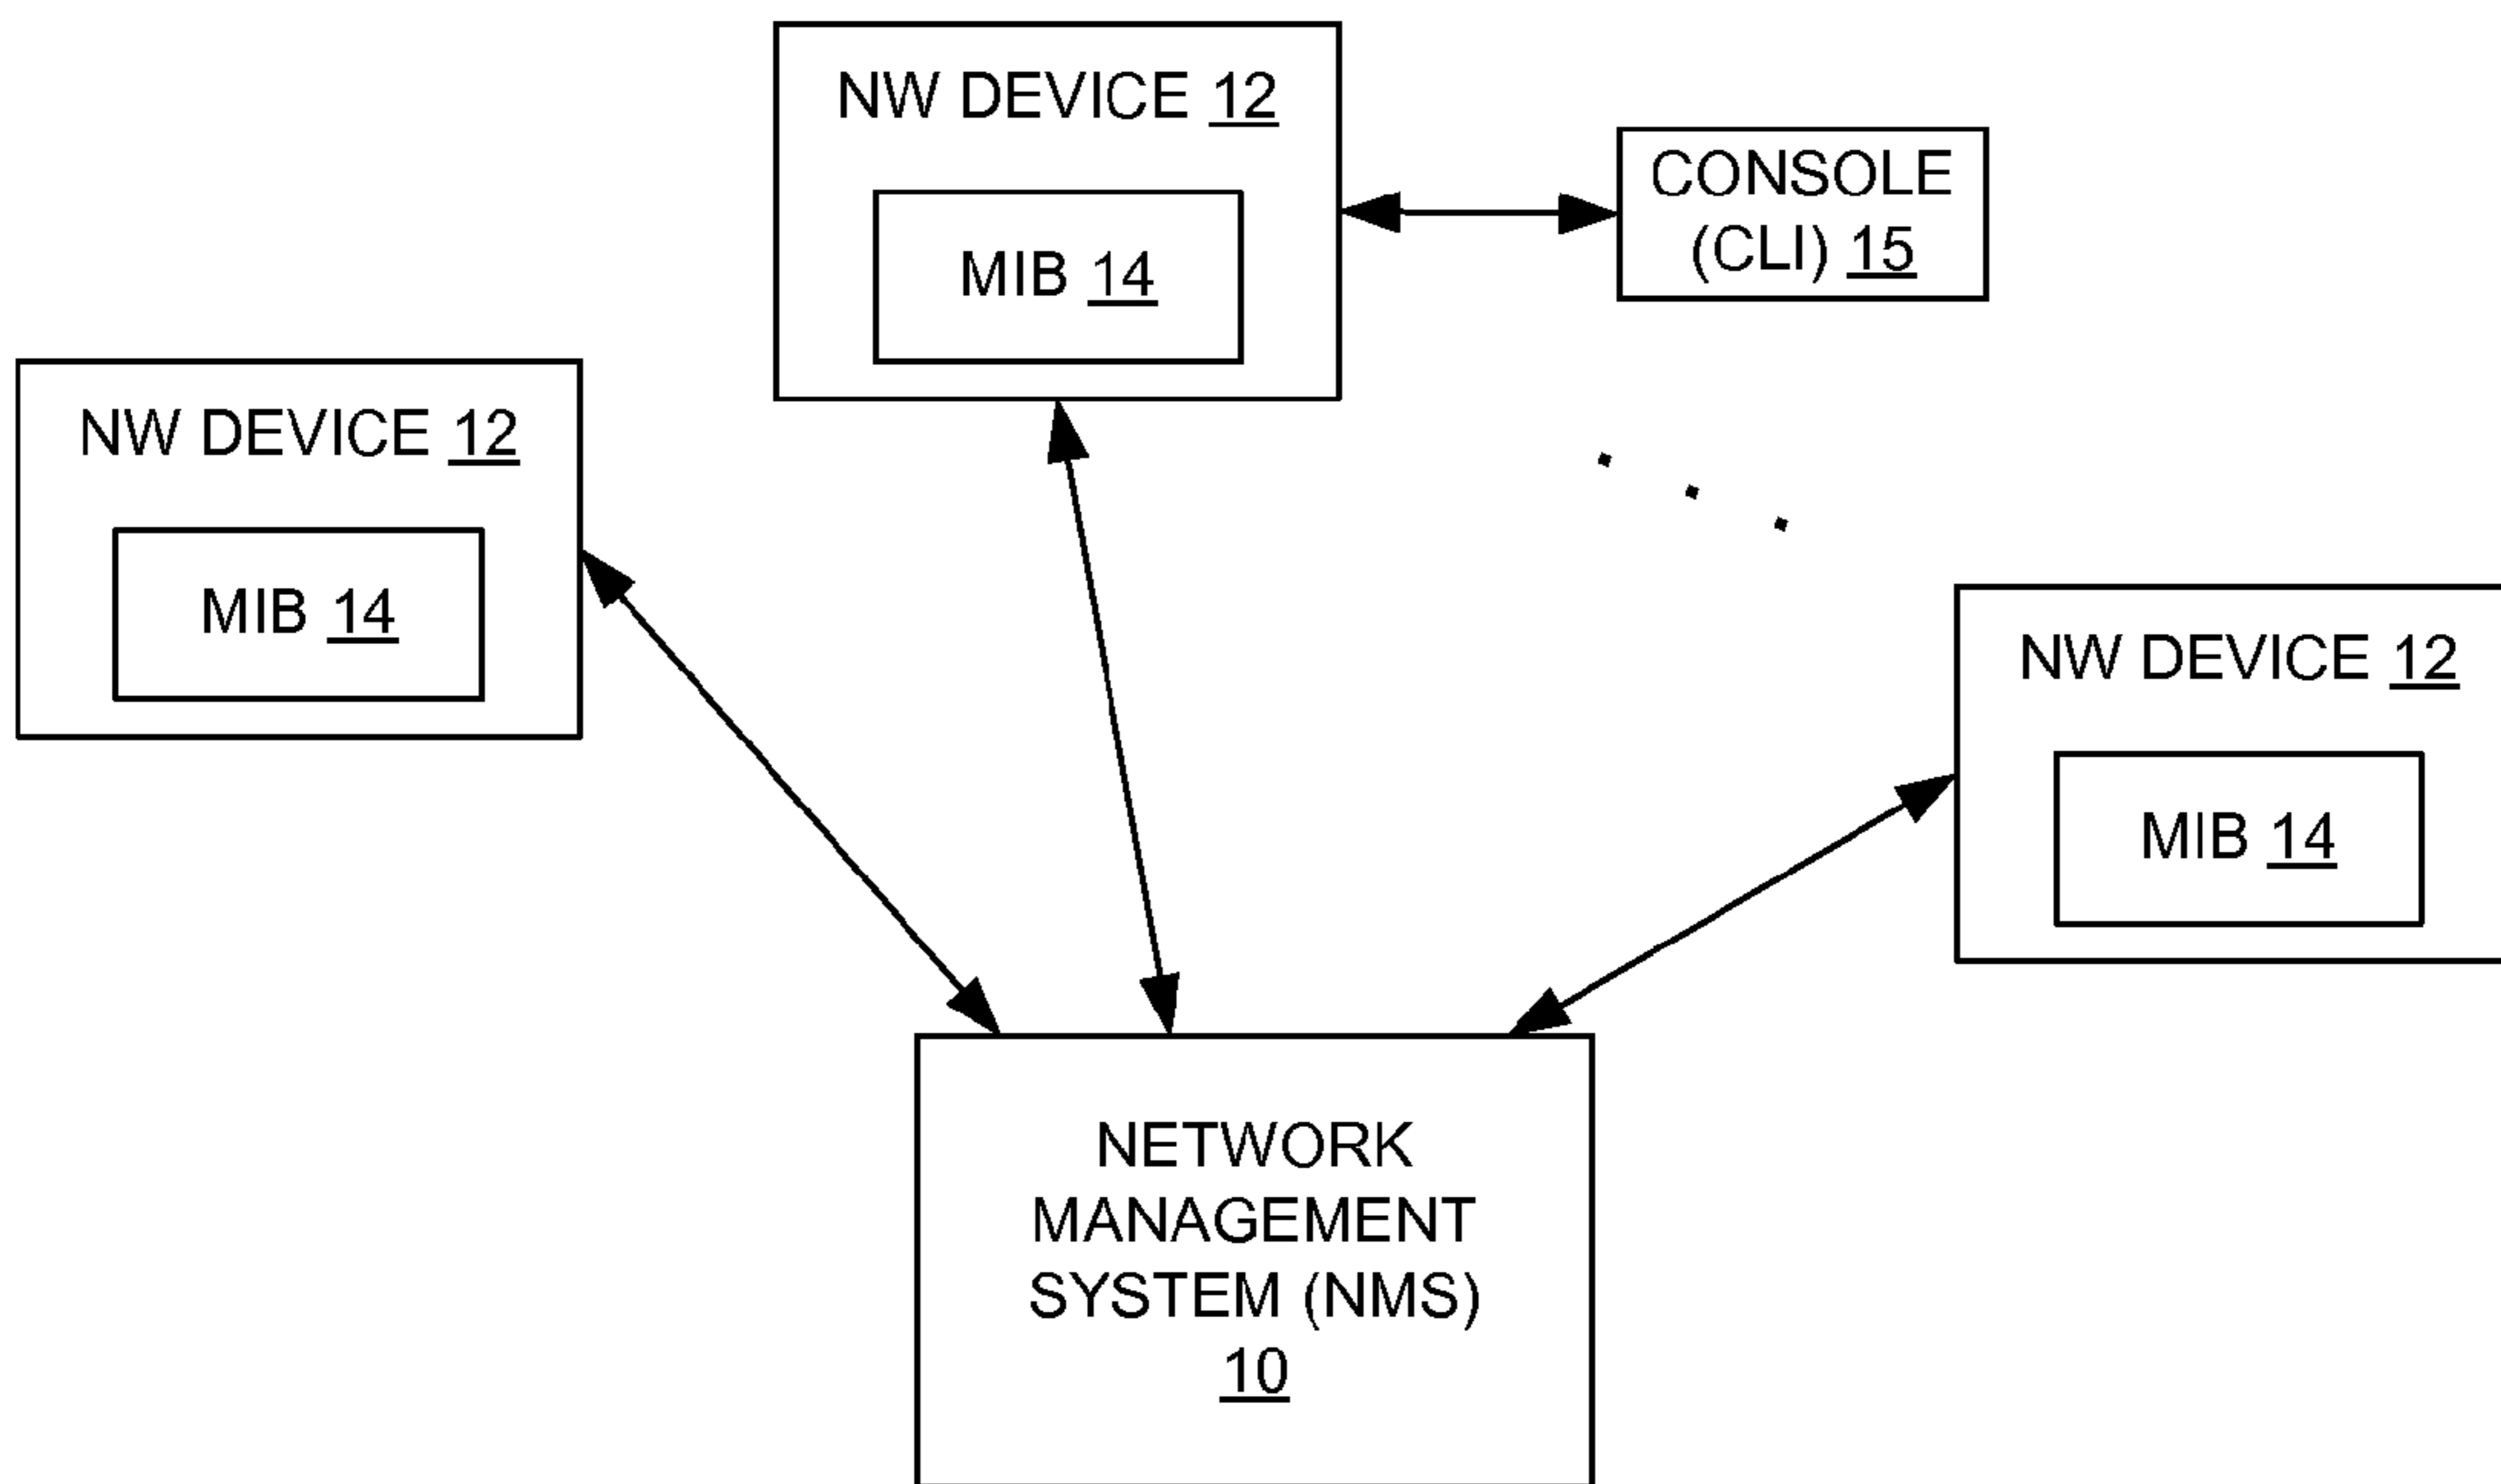 NW DEVICE 12
MIB 14
CONSOLE
(CLI) 15
NW DEVICE 12
MIB 14
NW DEVICE 12
MIB 14
NETWORK
MANAGEMENT
SYSTEM (NMS)
10